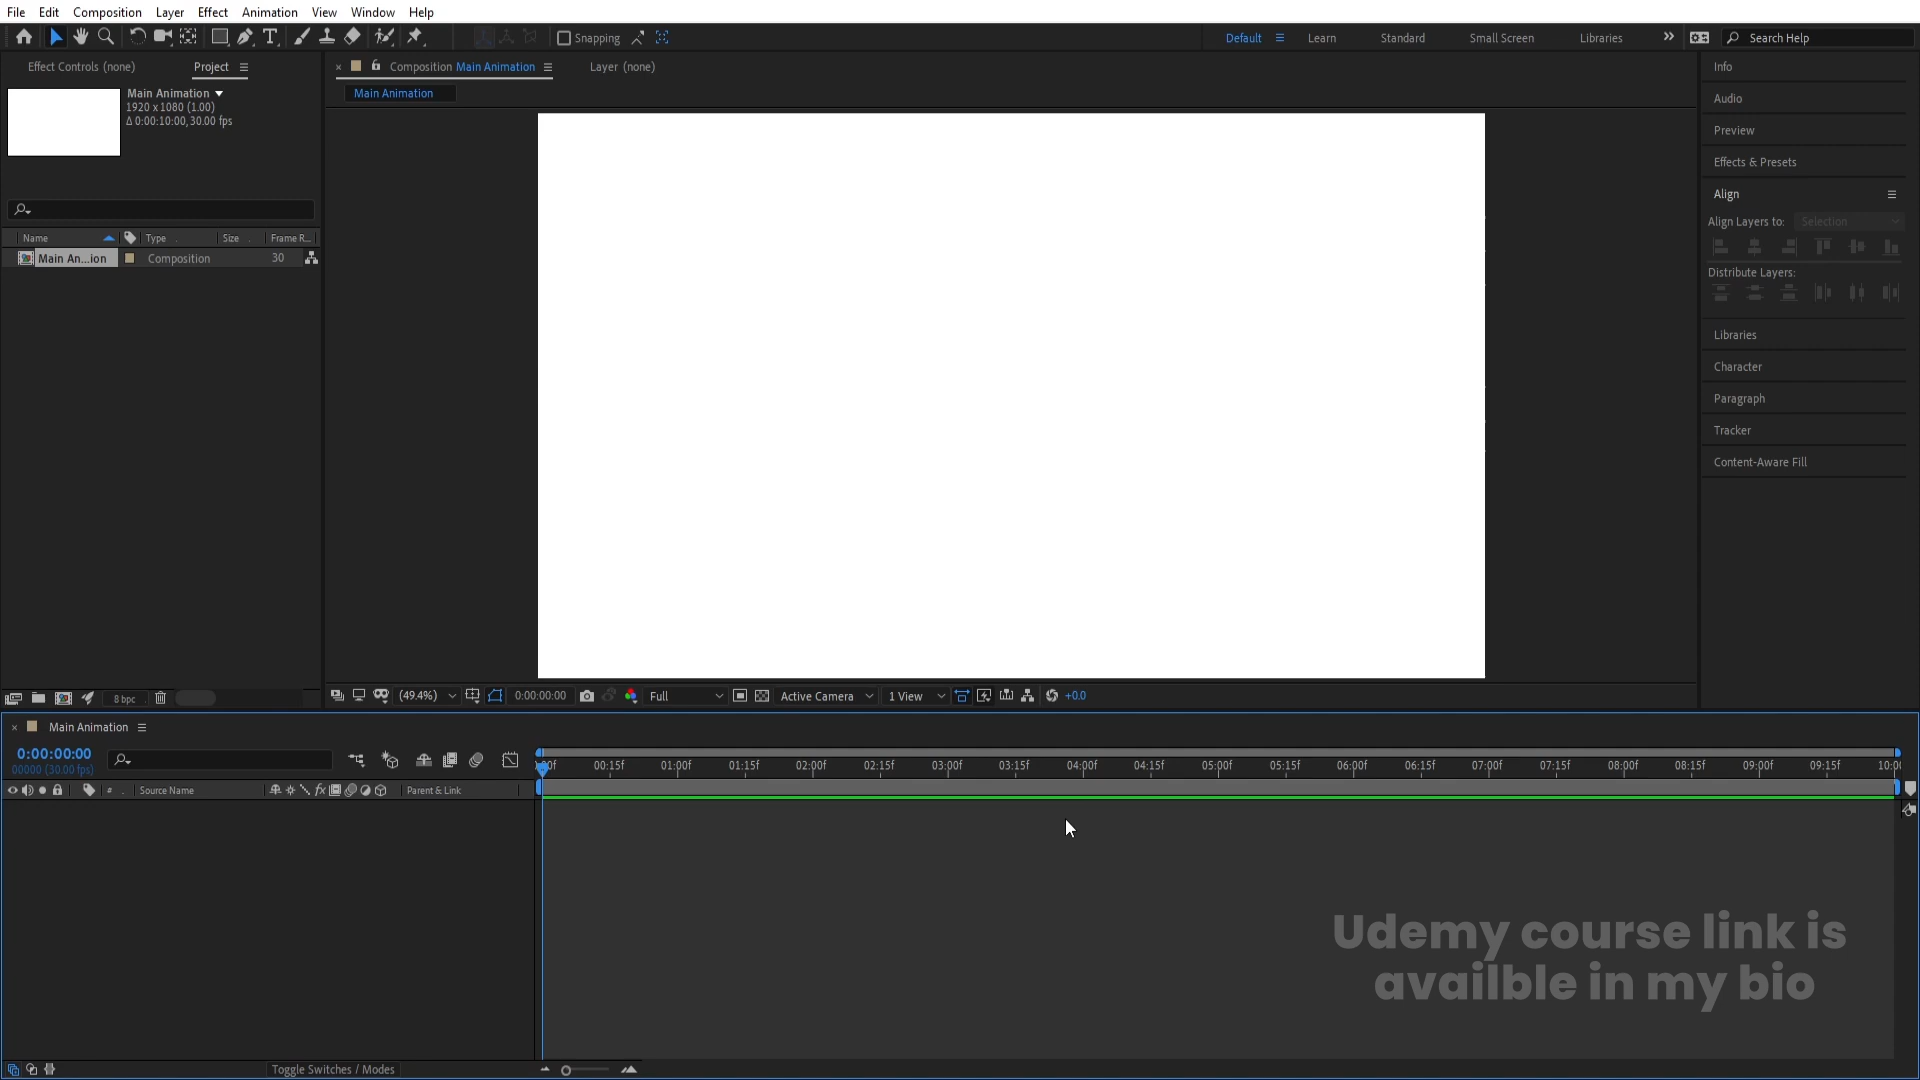 File Edit Composition Layer Effect Animation View Window Help
Snapping Default Learn Standard Small Screen Libraries Search Help
Effect Controls (none) Project
Composition Main Animation Layer (none)
Main Animation
Main Animation
1920 x 1080 (1.00)
Δ 0:00:10:00, 30.00 fps
Name Type Size Frame R...
Main An...ion Composition 30
8 bpc
(49.4%) 0:00:00:00 Full Active Camera 1 View +0.0
Info
Audio
Preview
Effects & Presets
Align
Align Layers to: Selection
Distribute Layers:
Libraries
Character
Paragraph
Tracker
Content-Aware Fill
Main Animation
0:00:00:00
00000 (30.00 fps)
00:15f 01:00f 01:15f 02:00f 02:15f 03:00f 03:15f 04:00f 04:15f 05:00f 05:15f 06:00f 06:15f 07:00f 07:15f 08:00f 08:15f 09:00f 09:15f 10:00
# Source Name fx Parent & Link
Udemy course link is
availble in my bio
Toggle Switches / Modes